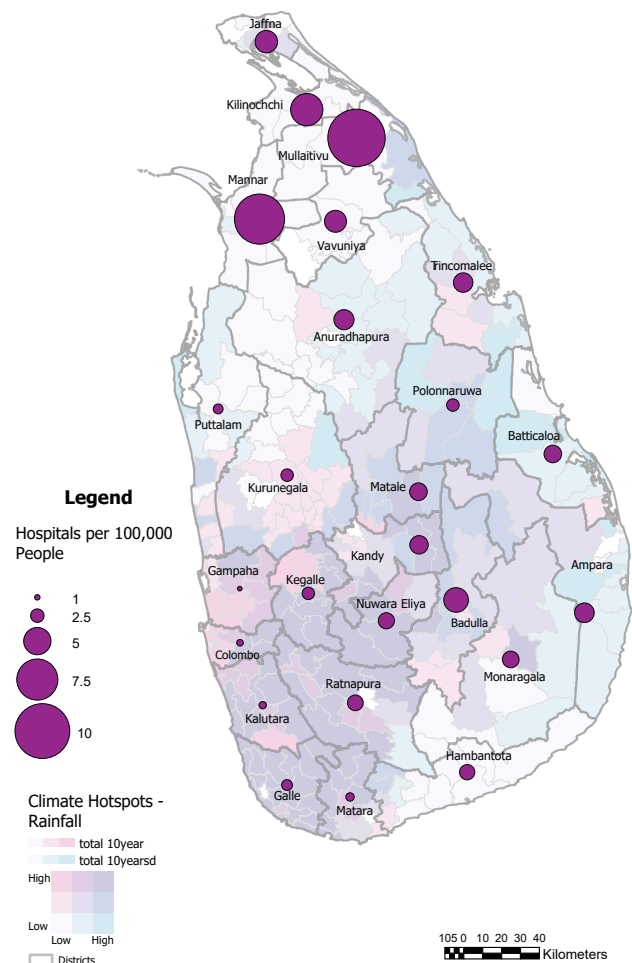 Jaffna
Kilinochchi
Mullaitivu
Mannar
Vavuniya
Trincomalee
Anuradhapura
Polonnaruwa
Puttalam
Batticaloa
Kurunegala
Matale
Kandy
Ampara
Gampaha
Kegalle
Nuwara Eliya
Badulla
Colombo
Monaragala
Ratnapura
Kalutara
Hambantota
Galle
Matara
Legend
Hospitals per 100,000
People
1
2.5
5
7.5
10
Climate Hotspots -
Rainfall
total 10year
total 10yearsd
High
Low
Low High
Districts
105 0 10 20 30 40
Kilometers